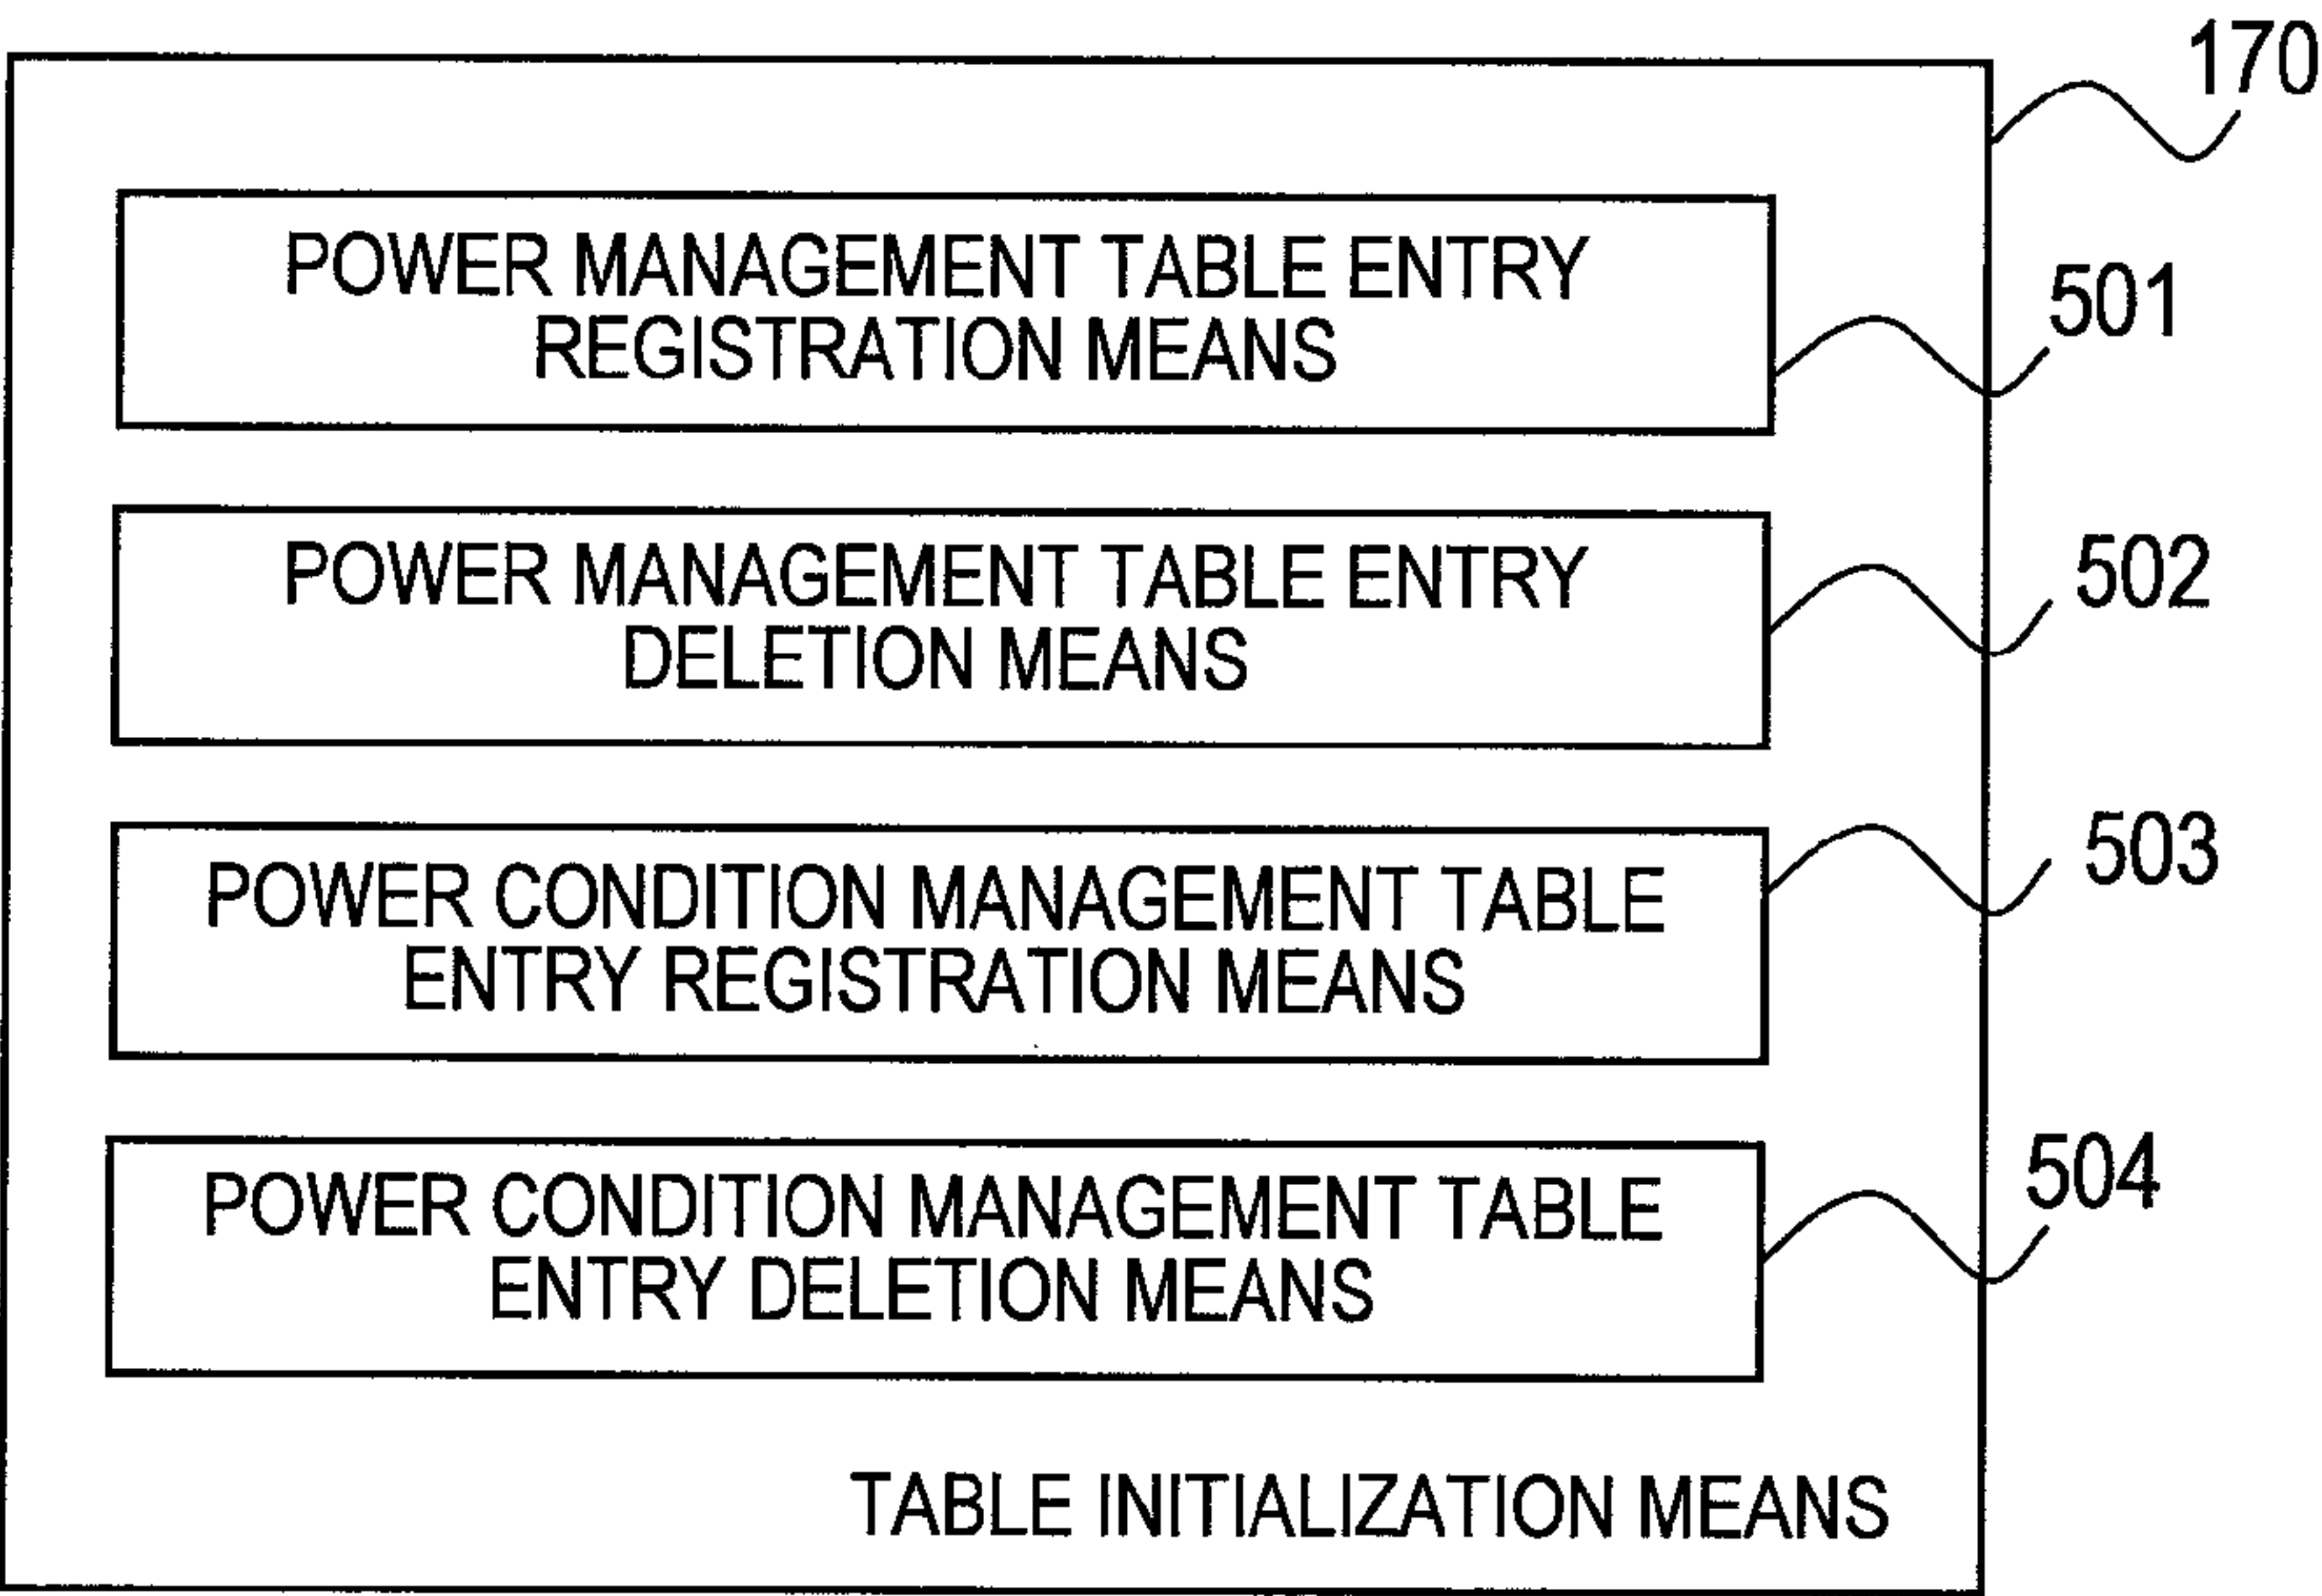 170
POWER MANAGEMENT TABLE ENTRY
REGISTRATION MEANS
501
POWER MANAGEMENT TABLE ENTRY
DELETION MEANS
502
POWER CONDITION MANAGEMENT TABLE
ENTRY REGISTRATION MEANS
503
POWER CONDITION MANAGEMENT TABLE
ENTRY DELETION MEANS
504
TABLE INITIALIZATION MEANS